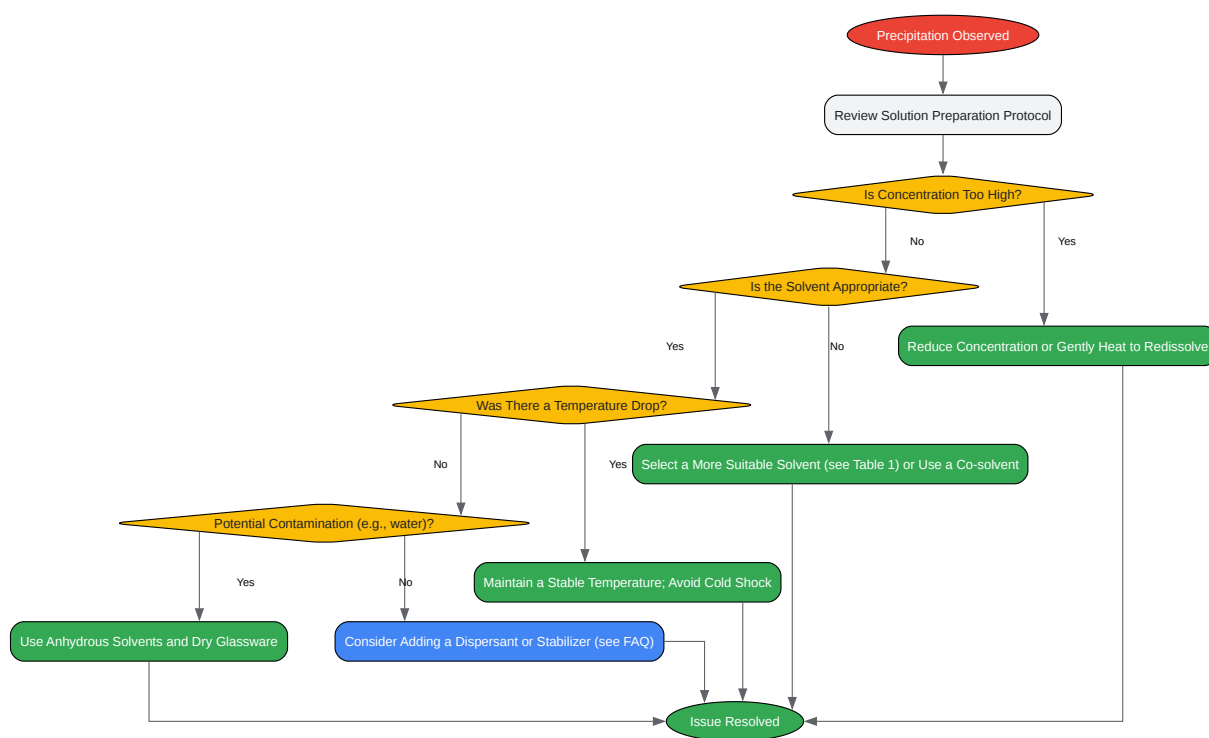 Precipitation Observed
Review Solution Preparation Protocol
Is Concentration Too High?
No
Yes
Is the Solvent Appropriate?
Yes
No
Reduce Concentration or Gently Heat to Redissolve
Was There a Temperature Drop?
No
Yes
Select a More Suitable Solvent (see Table 1) or Use a Co-solvent
Potential Contamination (e.g., water)?
Yes
No
Maintain a Stable Temperature; Avoid Cold Shock
Use Anhydrous Solvents and Dry Glassware
Consider Adding a Dispersant or Stabilizer (see FAQ)
Issue Resolved